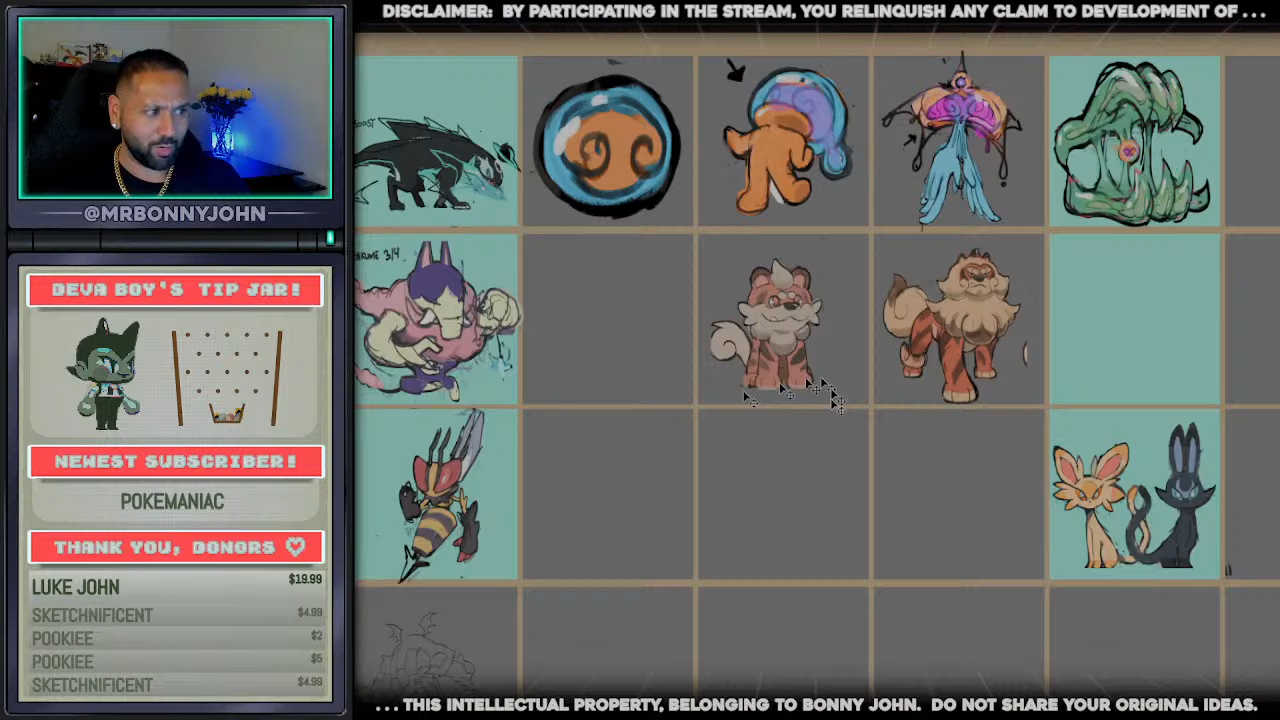 DISCLAIMER: BY PARTICIPATING IN THE STREAM, YOU RELINQUISH ANY CLAIM TO DEVELOPMENT OF . . .
@MRBONNYJOHN
DEVA BOY'S TIP JAR!
NEWEST SUBSCRIBER!
POKEMANIAC
THANK YOU, DONORS
LUKE JOHN $19.99
SKETCHNIFICENT $4.99
POOKIEE $2
POOKIEE $5
SKETCHNIFICENT $4.99
3/4
. . . THIS INTELLECTUAL PROPERTY, BELONGING TO BONNY JOHN. DO NOT SHARE YOUR ORIGINAL IDEAS.